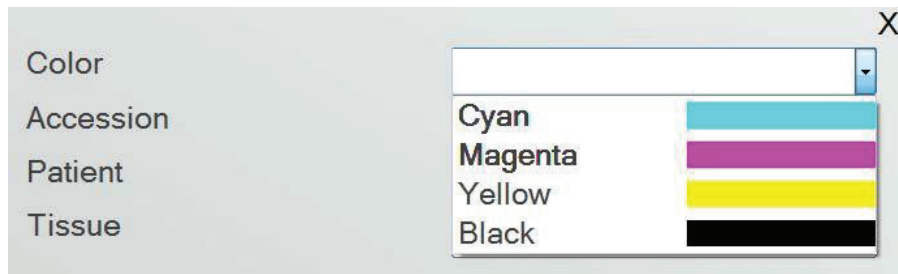 X
Color
Accession
Patient
Tissue
Cyan
Magenta
Yellow
Black